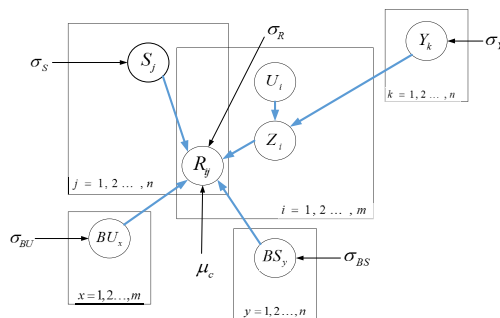 σ_R
Y_k
σ_Y
σ_S
S_j
U_i
k = 1, 2 … , n
Z_i
R_ij
j = 1, 2 … , n
i = 1, 2 … , m
σ_BU
BU_x
BS_y
σ_BS
μ_c
x = 1,2…,m
y = 1,2…,n